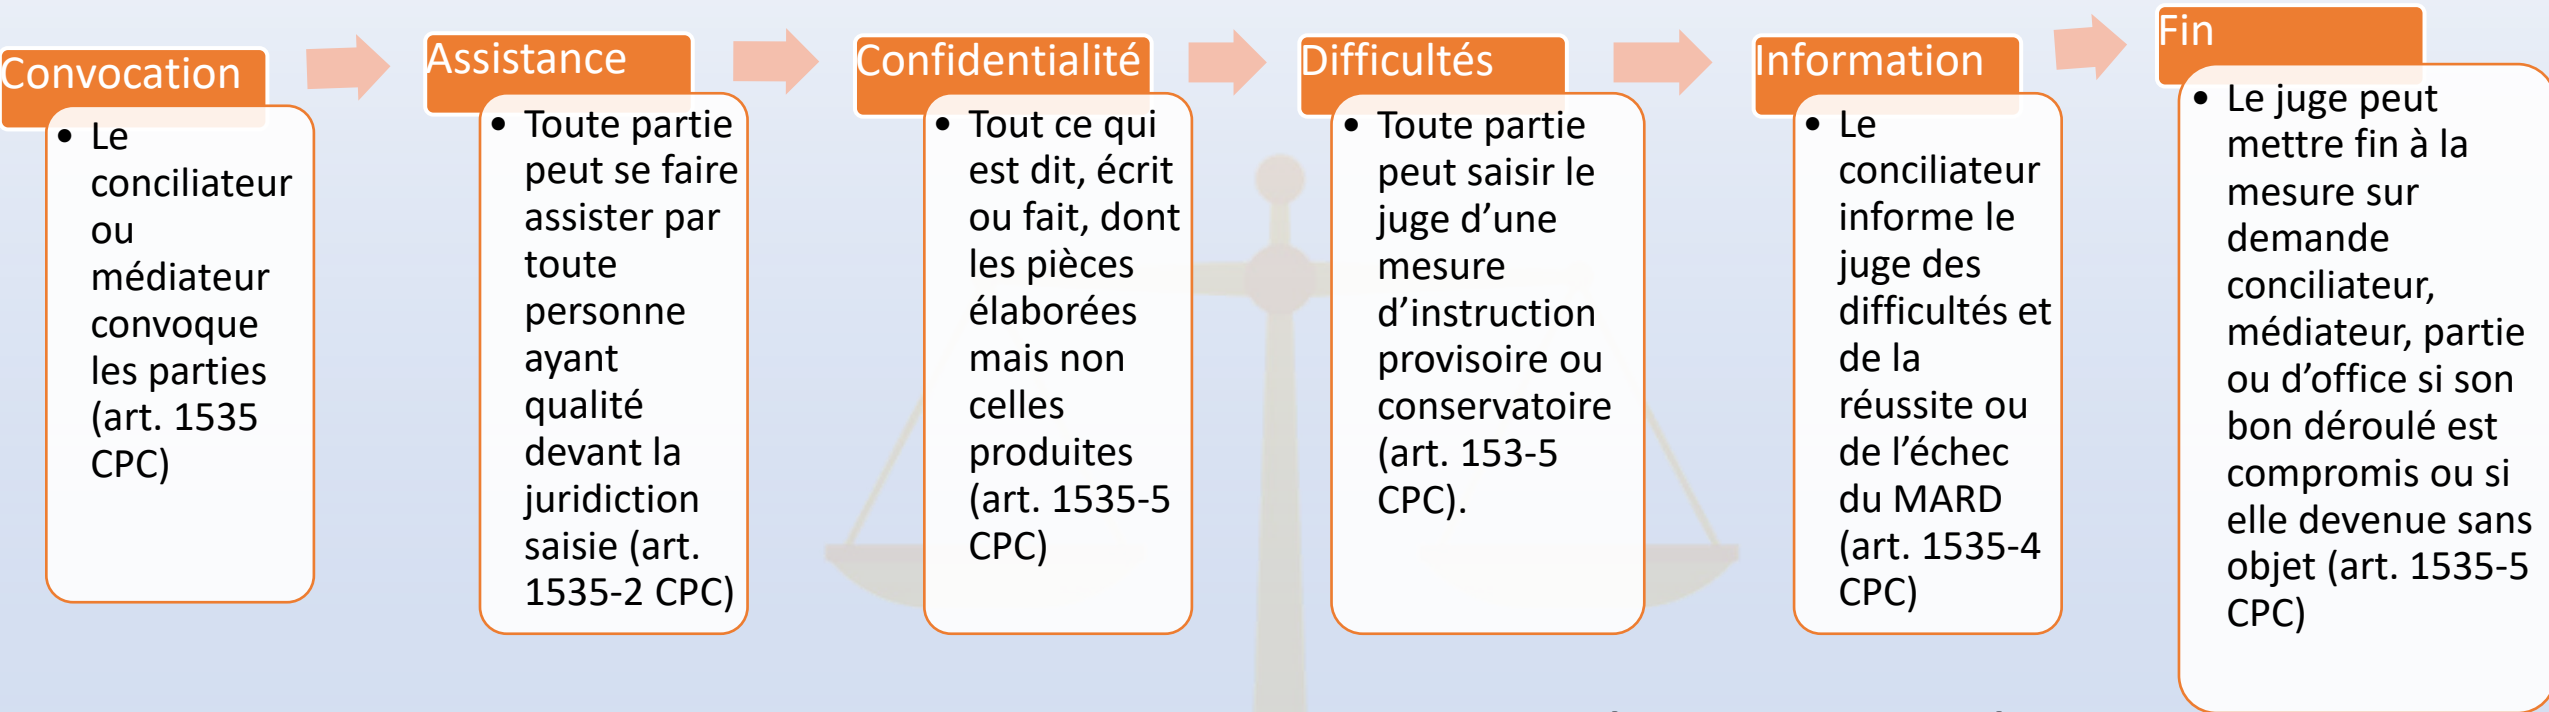 Convocation
• Le
conciliateur
ou
médiateur
convoque
les parties
(art. 1535
CPC)
Assistance
• Toute partie
peut se faire
assister par
toute
personne
ayant
qualité
devant la
juridiction
saisie (art.
1535-2 CPC)
Confidentialité
• Tout ce qui
est dit, écrit
ou fait, dont
les pièces
élaborées
mais non
celles
produites
(art. 1535-5
CPC)
Difficultés
• Toute partie
peut saisir le
juge d’une
mesure
d’instruction
provisoire ou
conservatoire
(art. 153-5
CPC).
Information
• Le
conciliateur
informe le
juge des
difficultés et
de la
réussite ou
de l’échec
du MARD
(art. 1535-4
CPC)
Fin
• Le juge peut
mettre fin à la
mesure sur
demande
conciliateur,
médiateur, partie
ou d’office si son
bon déroulé est
compromis ou si
elle devenue sans
objet (art. 1535-5
CPC)